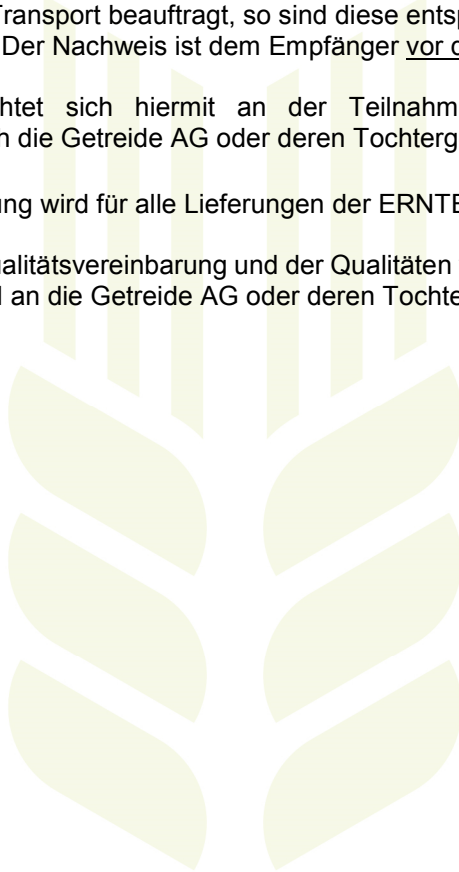 Transport beauftragt, so sind diese entsp
Der Nachweis ist dem Empfänger vor d
htet sich hiermit an der Teilnahm
h die Getreide AG oder deren Tochterg
ung wird für alle Lieferungen der ERNTE
ualitätsvereinbarung und der Qualitäten
l an die Getreide AG oder deren Tochte